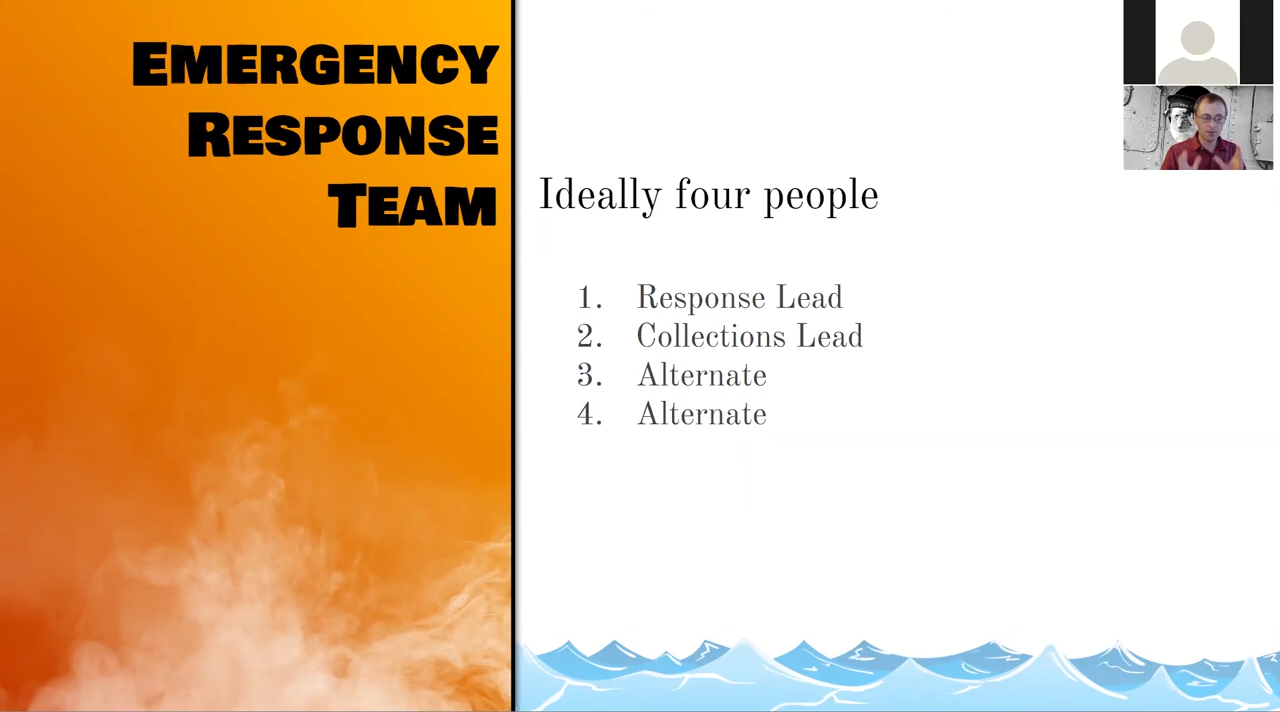 Emergency
Response
Team
Ideally four people
1. Response Lead
2. Collections Lead
3. Alternate
4. Alternate